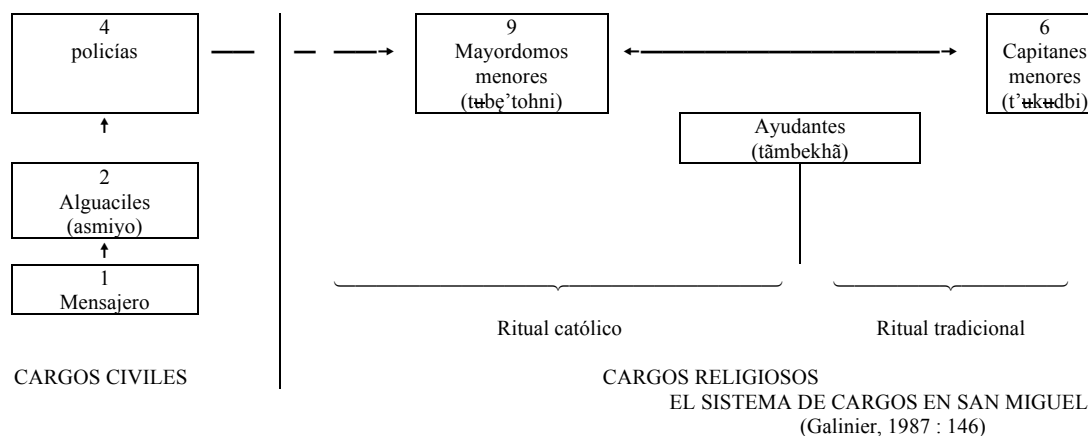 4
policías
9
Mayordomos
menores
(tʉbę’tohni)
6
Capitanes
menores
(t’ʉkʉdbi)
Ayudantes
(tãmbekhã)
2
Alguaciles
(asmiyo)
1
Mensajero
Ritual católico
Ritual tradicional
CARGOS CIVILES
CARGOS RELIGIOSOS
EL SISTEMA DE CARGOS EN SAN MIGUEL
(Galinier, 1987 : 146)